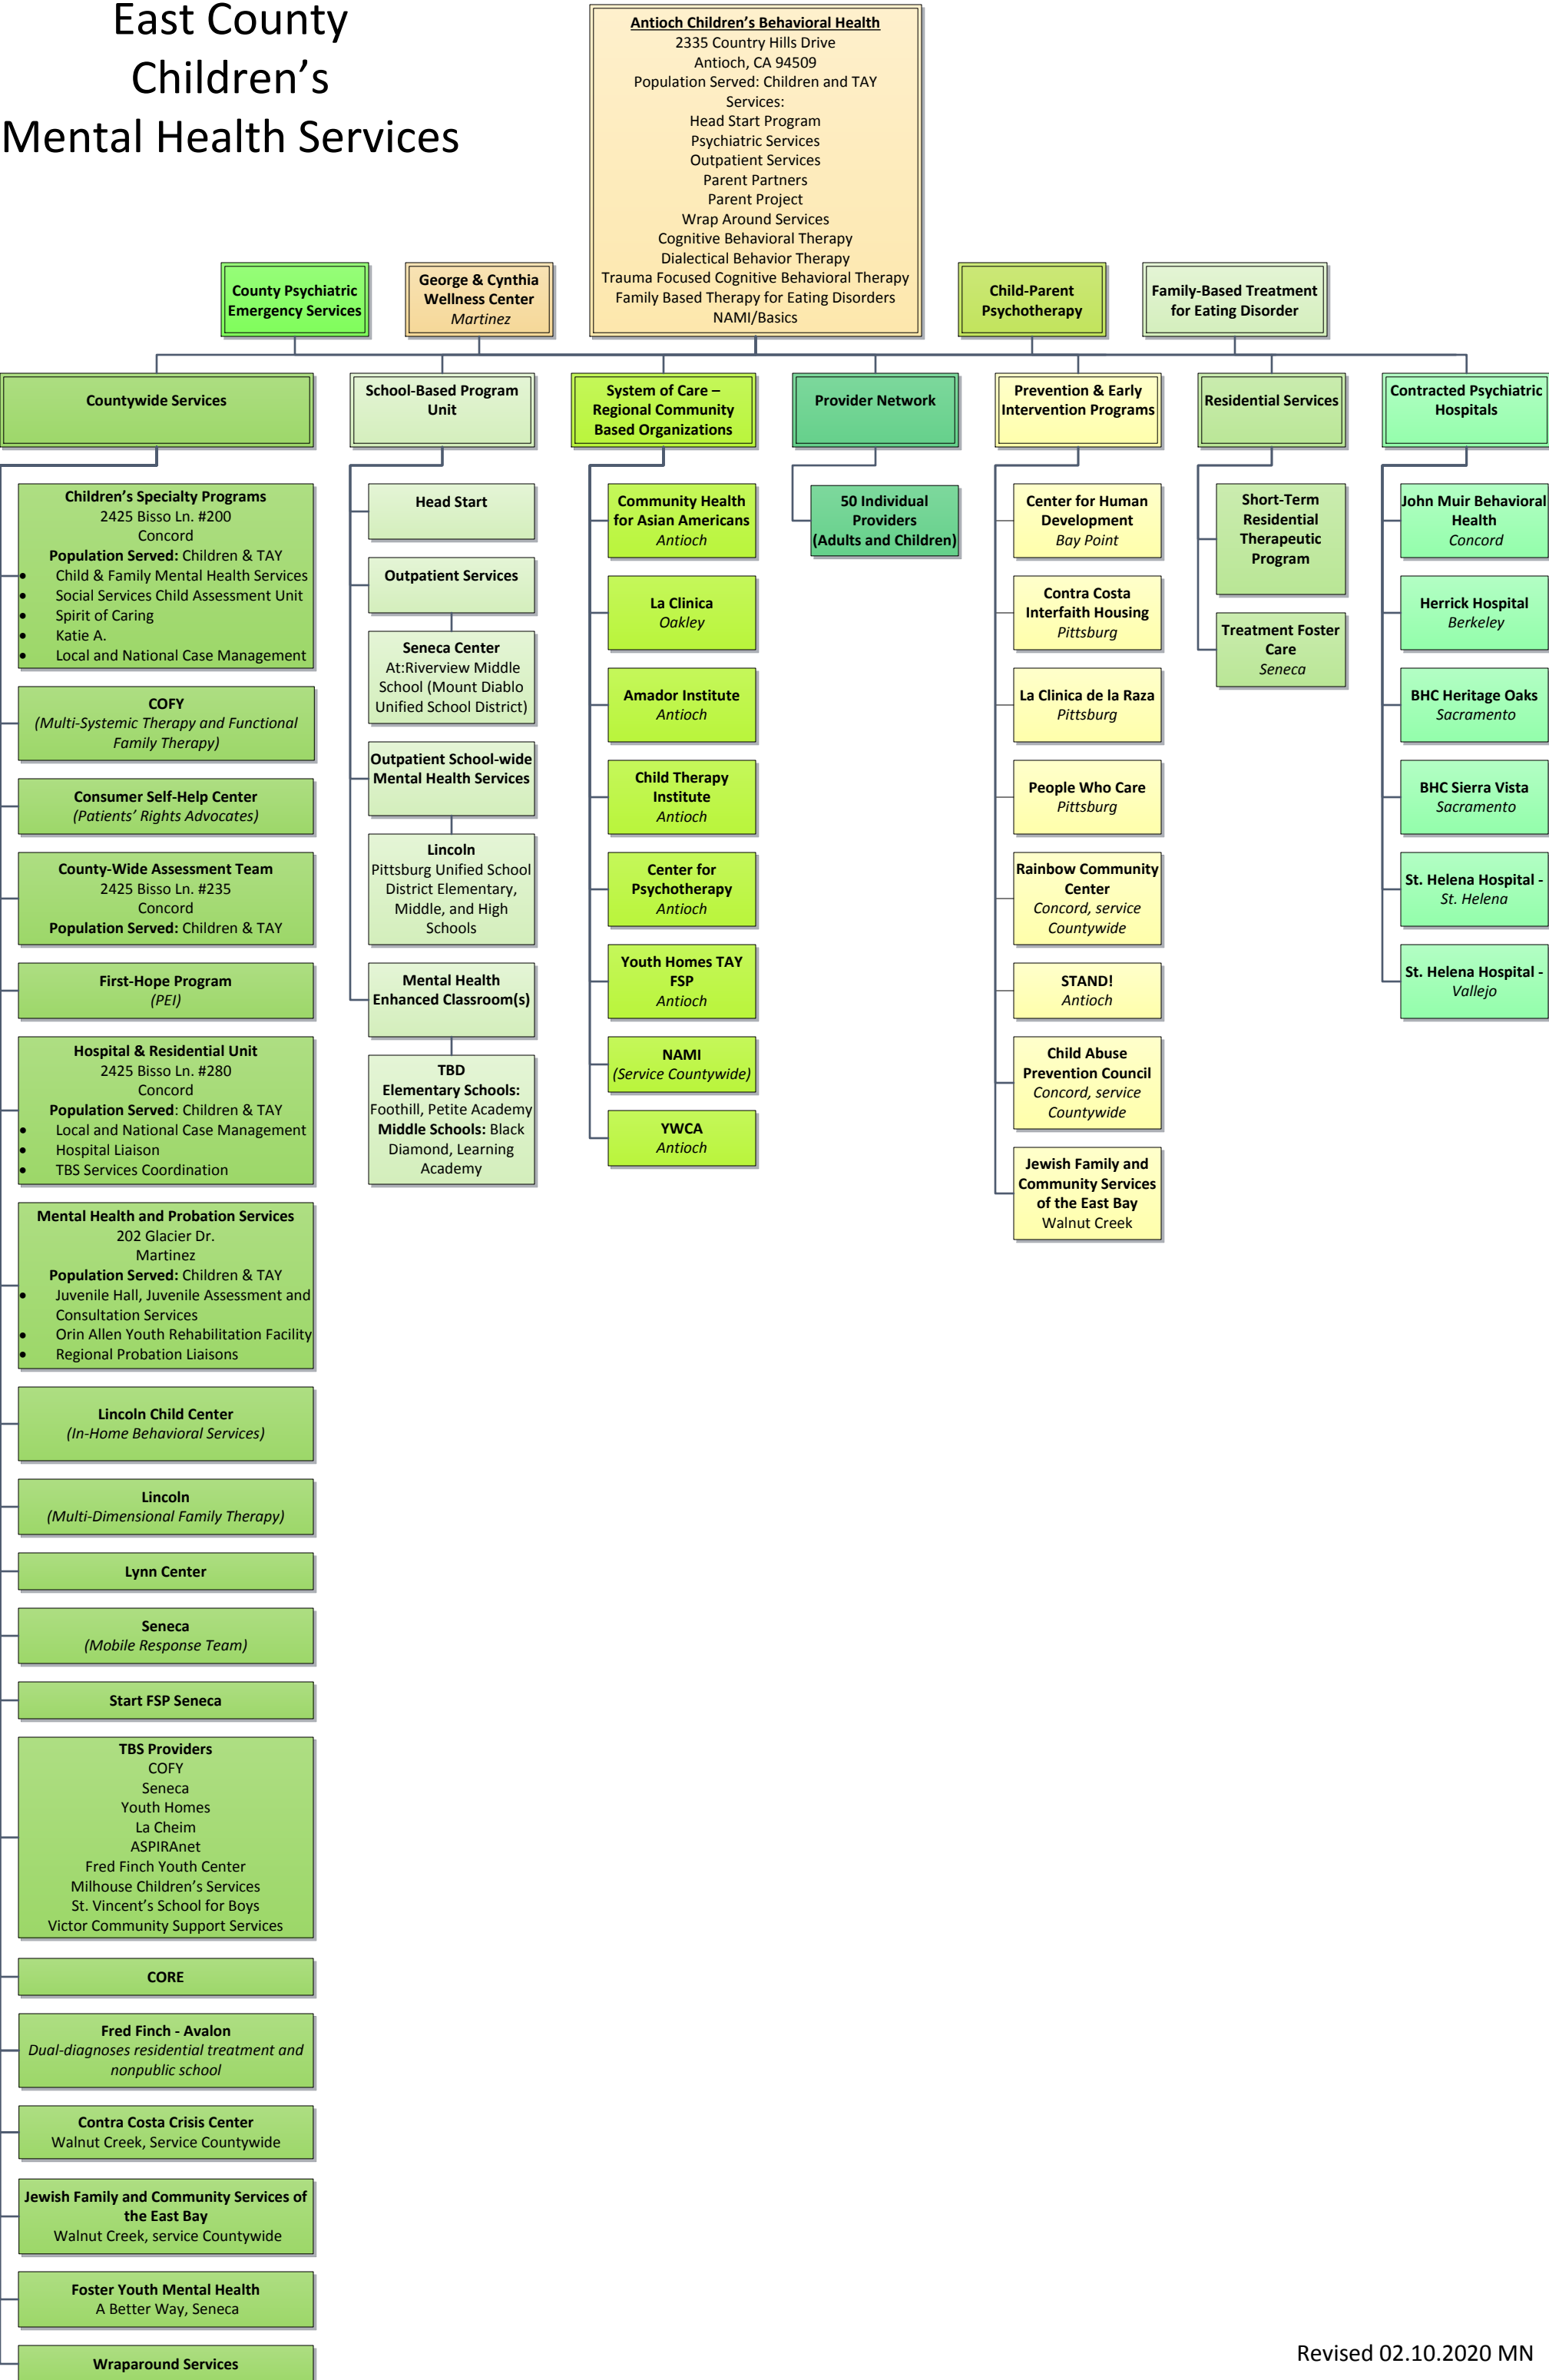 East County
Children’s
Mental Health Services
Antioch Children’s Behavioral Health
2335 Country Hills Drive
Antioch, CA 94509
Population Served: Children and TAY
Services:
Head Start Program
Psychiatric Services
Outpatient Services
Parent Partners
Parent Project
Wrap Around Services
Cognitive Behavioral Therapy
Dialectical Behavior Therapy
Trauma Focused Cognitive Behavioral Therapy
Family Based Therapy for Eating Disorders
NAMI/Basics
County Psychiatric
Emergency Services
George & Cynthia
Wellness Center
Martinez
Child-Parent
Psychotherapy
Family-Based Treatment
for Eating Disorder
Countywide Services
Children’s Specialty Programs
2425 Bisso Ln. #200
Concord
Population Served: Children & TAY
• Child & Family Mental Health Services
• Social Services Child Assessment Unit
• Spirit of Caring
• Katie A.
• Local and National Case Management
COFY
(Multi-Systemic Therapy and Functional
Family Therapy)
Consumer Self-Help Center
(Patients’ Rights Advocates)
County-Wide Assessment Team
2425 Bisso Ln. #235
Concord
Population Served: Children & TAY
First-Hope Program
(PEI)
Hospital & Residential Unit
2425 Bisso Ln. #280
Concord
Population Served: Children & TAY
• Local and National Case Management
• Hospital Liaison
• TBS Services Coordination
Mental Health and Probation Services
202 Glacier Dr.
Martinez
Population Served: Children & TAY
• Juvenile Hall, Juvenile Assessment and
Consultation Services
• Orin Allen Youth Rehabilitation Facility
• Regional Probation Liaisons
Lincoln Child Center
(In-Home Behavioral Services)
Lincoln
(Multi-Dimensional Family Therapy)
Lynn Center
Seneca
(Mobile Response Team)
Start FSP Seneca
TBS Providers
COFY
Seneca
Youth Homes
La Cheim
ASPIRAnet
Fred Finch Youth Center
Milhouse Children’s Services
St. Vincent’s School for Boys
Victor Community Support Services
CORE
Fred Finch - Avalon
Dual-diagnoses residential treatment and
nonpublic school
Contra Costa Crisis Center
Walnut Creek, Service Countywide
Jewish Family and Community Services of
the East Bay
Walnut Creek, service Countywide
Foster Youth Mental Health
A Better Way, Seneca
Wraparound Services
School-Based Program
Unit
Head Start
Outpatient Services
Seneca Center
At:Riverview Middle
School (Mount Diablo
Unified School District)
Outpatient School-wide
Mental Health Services
Lincoln
Pittsburg Unified School
District Elementary,
Middle, and High
Schools
Mental Health
Enhanced Classroom(s)
TBD
Elementary Schools:
Foothill, Petite Academy
Middle Schools: Black
Diamond, Learning
Academy
System of Care –
Regional Community
Based Organizations
Community Health
for Asian Americans
Antioch
La Clinica
Oakley
Amador Institute
Antioch
Child Therapy
Institute
Antioch
Center for
Psychotherapy
Antioch
Youth Homes TAY
FSP
Antioch
NAMI
(Service Countywide)
YWCA
Antioch
Provider Network
50 Individual
Providers
(Adults and Children)
Prevention & Early
Intervention Programs
Center for Human
Development
Bay Point
Contra Costa
Interfaith Housing
Pittsburg
La Clinica de la Raza
Pittsburg
People Who Care
Pittsburg
Rainbow Community
Center
Concord, service
Countywide
STAND!
Antioch
Child Abuse
Prevention Council
Concord, service
Countywide
Jewish Family and
Community Services
of the East Bay
Walnut Creek
Residential Services
Short-Term
Residential
Therapeutic
Program
Treatment Foster
Care
Seneca
Contracted Psychiatric
Hospitals
John Muir Behavioral
Health
Concord
Herrick Hospital
Berkeley
BHC Heritage Oaks
Sacramento
BHC Sierra Vista
Sacramento
St. Helena Hospital -
St. Helena
St. Helena Hospital -
Vallejo
Revised 02.10.2020 MN